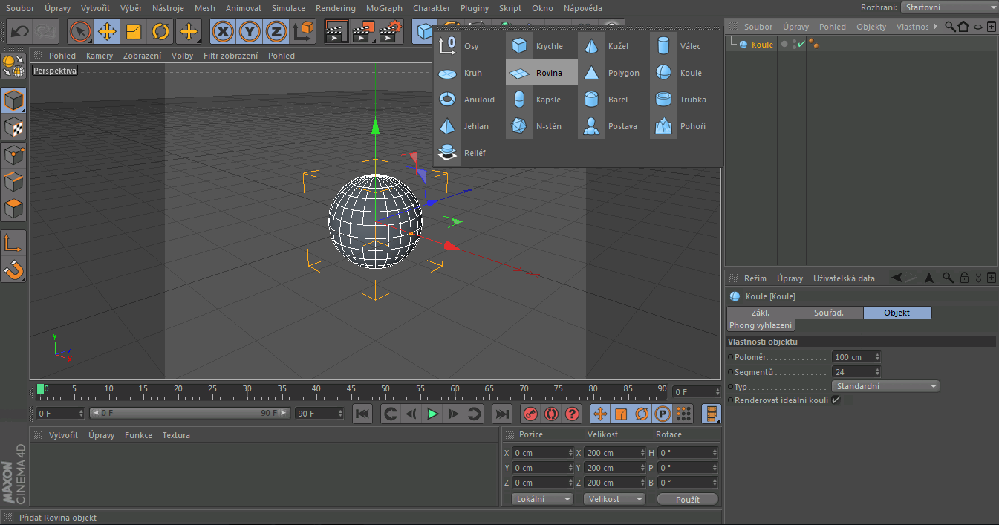 Soubor Úpravy Vytvořit Výběr Nástroje Mesh Animovat Simulace Rendering MoGraph Charakter Pluginy Skript Okno Nápověda Rozhraní: Startovní
X Y Z
Pohled Kamery Zobrazení Volby Filtr zobrazení Pohled
Perspektiva
0 Osy Krychle Kužel Válec
Kruh Rovina Polygon Koule
Anuloid Kapsle Barel Trubka
Jehlan N-stěn Postava Pohoří
Reliéf
Y
Z
X
Soubor Úpravy Pohled Objekty Vlastnos
Koule
Režim Úpravy Uživatelská data
Koule [Koule]
Zákl. Souřad. Objekt
Phong vyhlazení
Vlastnosti objektu
Poloměr. . . . . . . . . . . . . . 100 cm
Segmentů . . . . . . . . . . . . 24
Typ . . . . . . . . . . . . . . . . . . Standardní
Renderovat ideální kouli
0 5 10 15 20 25 30 35 40 45 50 55 60 65 70 75 80 85 90 0 F
0 F 0 F 90 F 90 F ? P
Vytvořit Úpravy Funkce Textura
Pozice Velikost Rotace
X 0 cm X 200 cm H 0 °
Y 0 cm Y 200 cm P 0 °
Z 0 cm Z 200 cm B 0 °
Lokální Velikost Použít
MAXON
CINEMA 4D
Přidat Rovina objekt